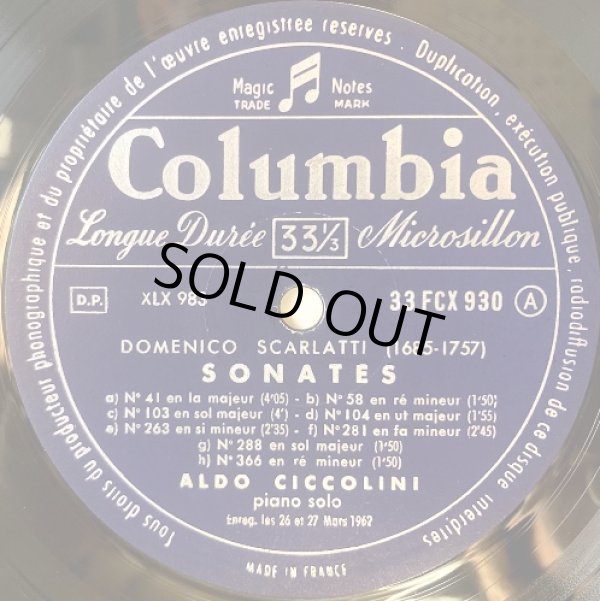 Tous droits du producteur phonographique et du propriétaire de l'œuvre enregistrée réservés. Duplication, exécution publique, radiodiffusion de ce disque interdites
Magic Notes
TRADE MARK
Columbia
Longue Durée 33 1/3 Microsillon
D.P. XLX 983 33 FCX 930 A
SOLD OUT
DOMENICO SCARLATTI (1685-1757)
SONATES
a) N° 41 en la majeur (4'05) - b) N° 58 en ré mineur (1'50)
c) N° 103 en sol majeur (4') - d) N° 104 en ut majeur (1'55)
e) N° 263 en si mineur (2'35) - f) N° 281 en fa mineur (2'45)
g) N° 288 en sol majeur (1'50)
h) N° 366 en ré mineur (1'50)
ALDO CICCOLINI
piano solo
Enreg. les 26 et 27 Mars 1962
MADE IN FRANCE